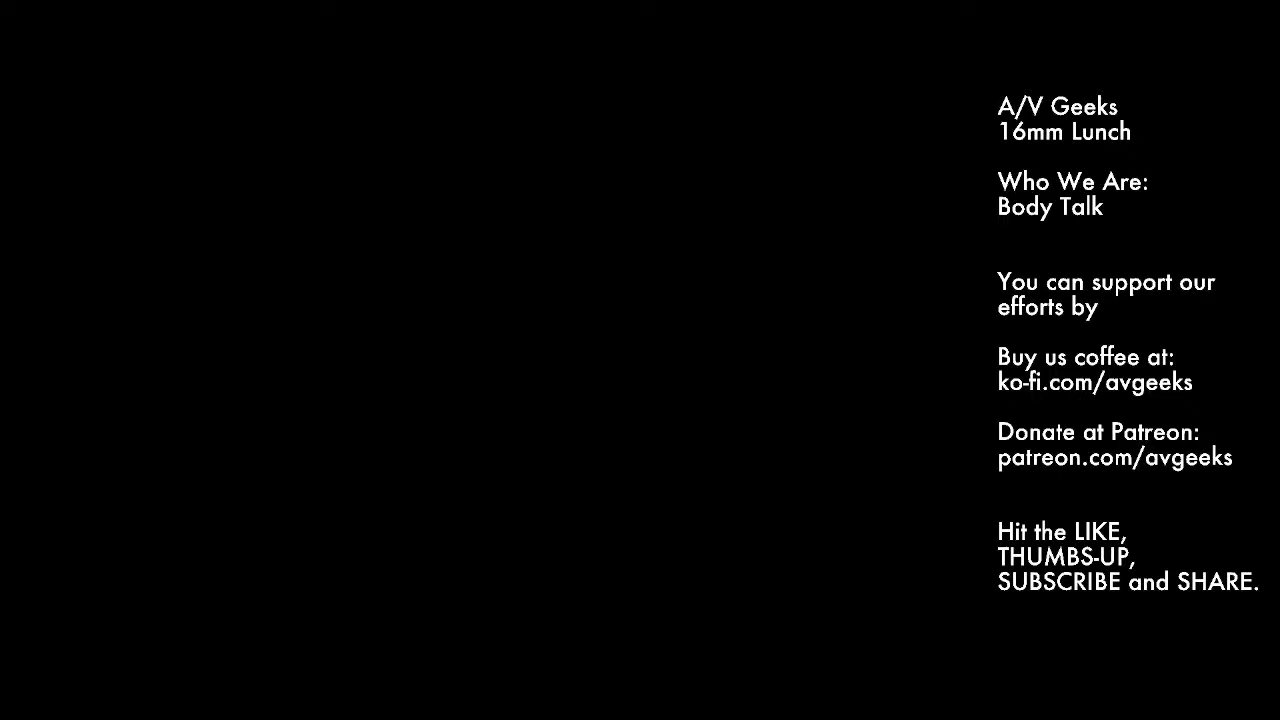 A/V Geeks
16mm Lunch
Who We Are:
Body Talk
You can support our
efforts by
Buy us coffee at:
ko-fi.com/avgeeks
Donate at Patreon:
patreon.com/avgeeks
Hit the LIKE,
THUMBS-UP,
SUBSCRIBE and SHARE.